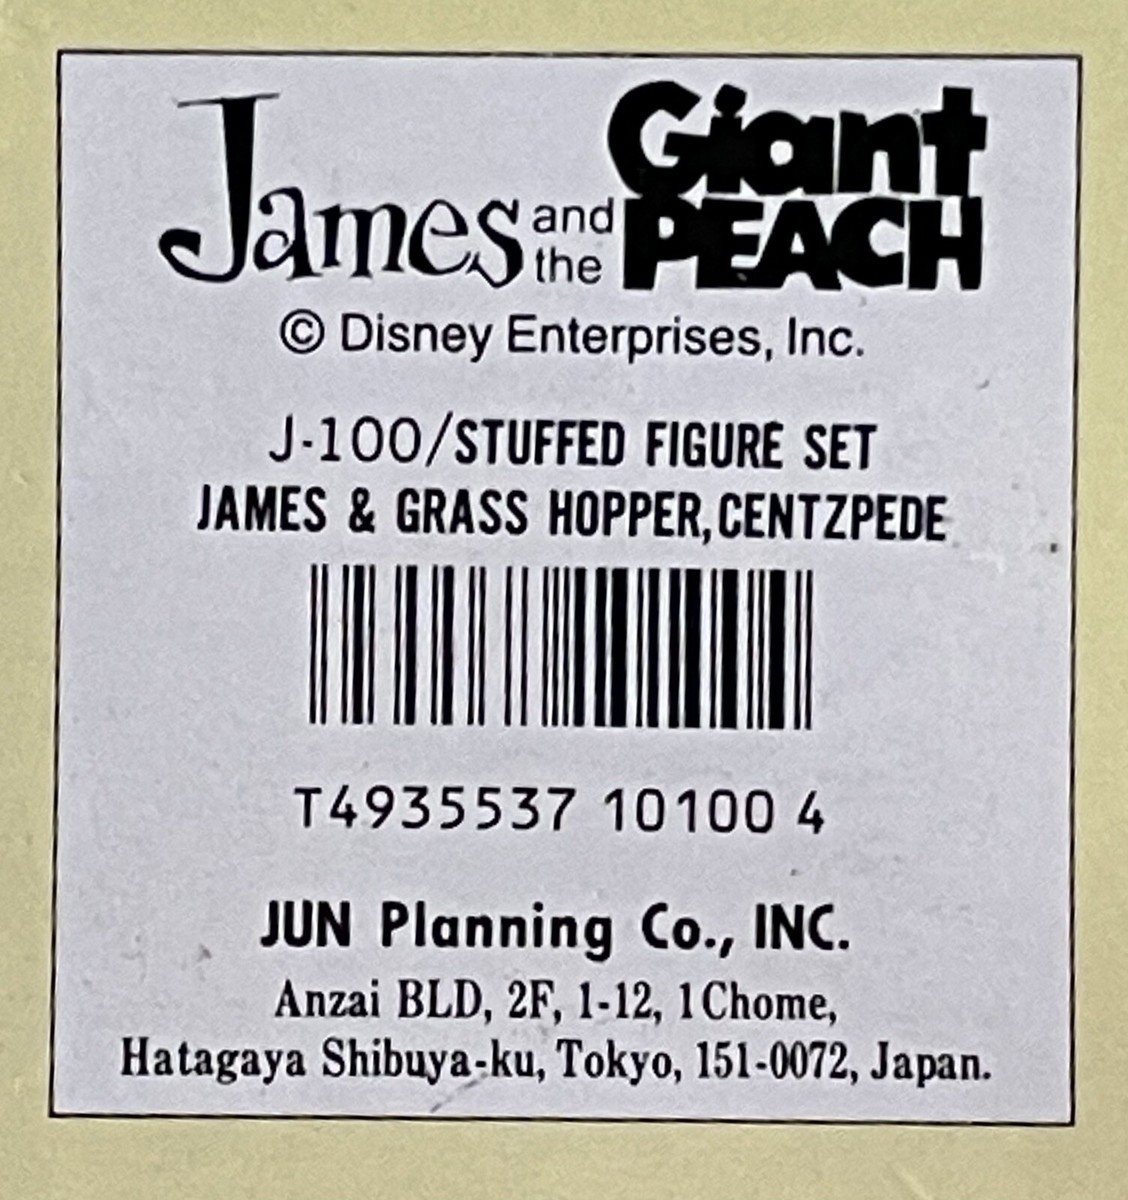 James and the Giant PEACH
© Disney Enterprises, Inc.
J-100/STUFFED FIGURE SET
JAMES & GRASS HOPPER,CENTZPEDE
T4935537 10100 4
JUN Planning Co., INC.
Anzai BLD, 2F, 1-12, 1Chome,
Hatagaya Shibuya-ku, Tokyo, 151-0072, Japan.